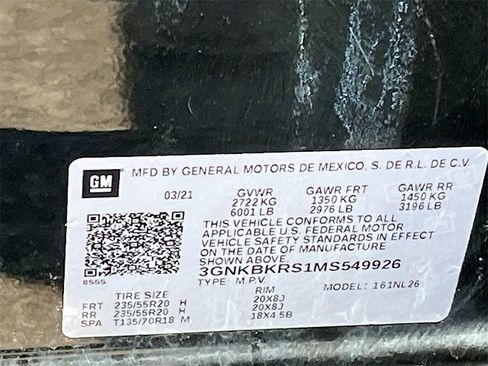 GM
MFD BY GENERAL MOTORS DE MEXICO, S. DE R.L. DE C.V.
03/21 GVWR GAWR FRT GAWR RR
2722 KG 1350 KG 1450 KG
6001 LB 2976 LB 3196 LB
THIS VEHICLE CONFORMS TO ALL
APPLICABLE U.S. FEDERAL MOTOR
VEHICLE SAFETY STANDARDS IN EFFECT
ON THE DATE OF MANUFACTURE
SHOWN ABOVE.
8555 3GNKBKRS1MS549926
TYPE: M.P.V. MODEL: 161NL26
TIRE SIZE RIM
FRT 235/55R20 H 20X8J
RR 235/55R20 H 20X8J
SPA T135/70R18 M 18X4.5B